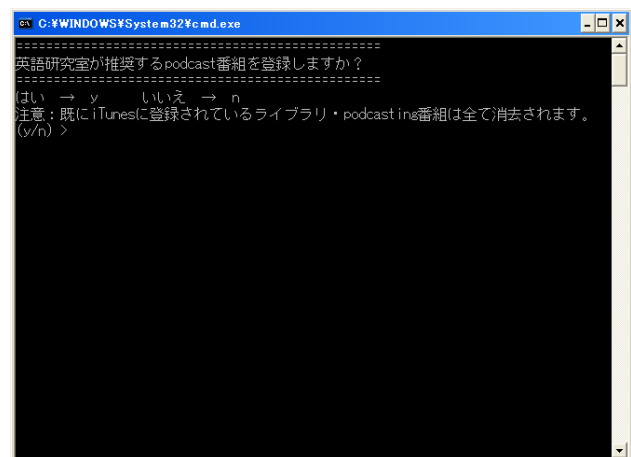 C:¥WINDOWS¥System32¥cmd.exe
=================================================
英語研究室が推奨するpodcast番組を登録しますか？
=================================================
はい → y　　いいえ → n
注意：既にiTunesに登録されているライブラリ・podcasting番組は全て消去されます。
(y/n) >